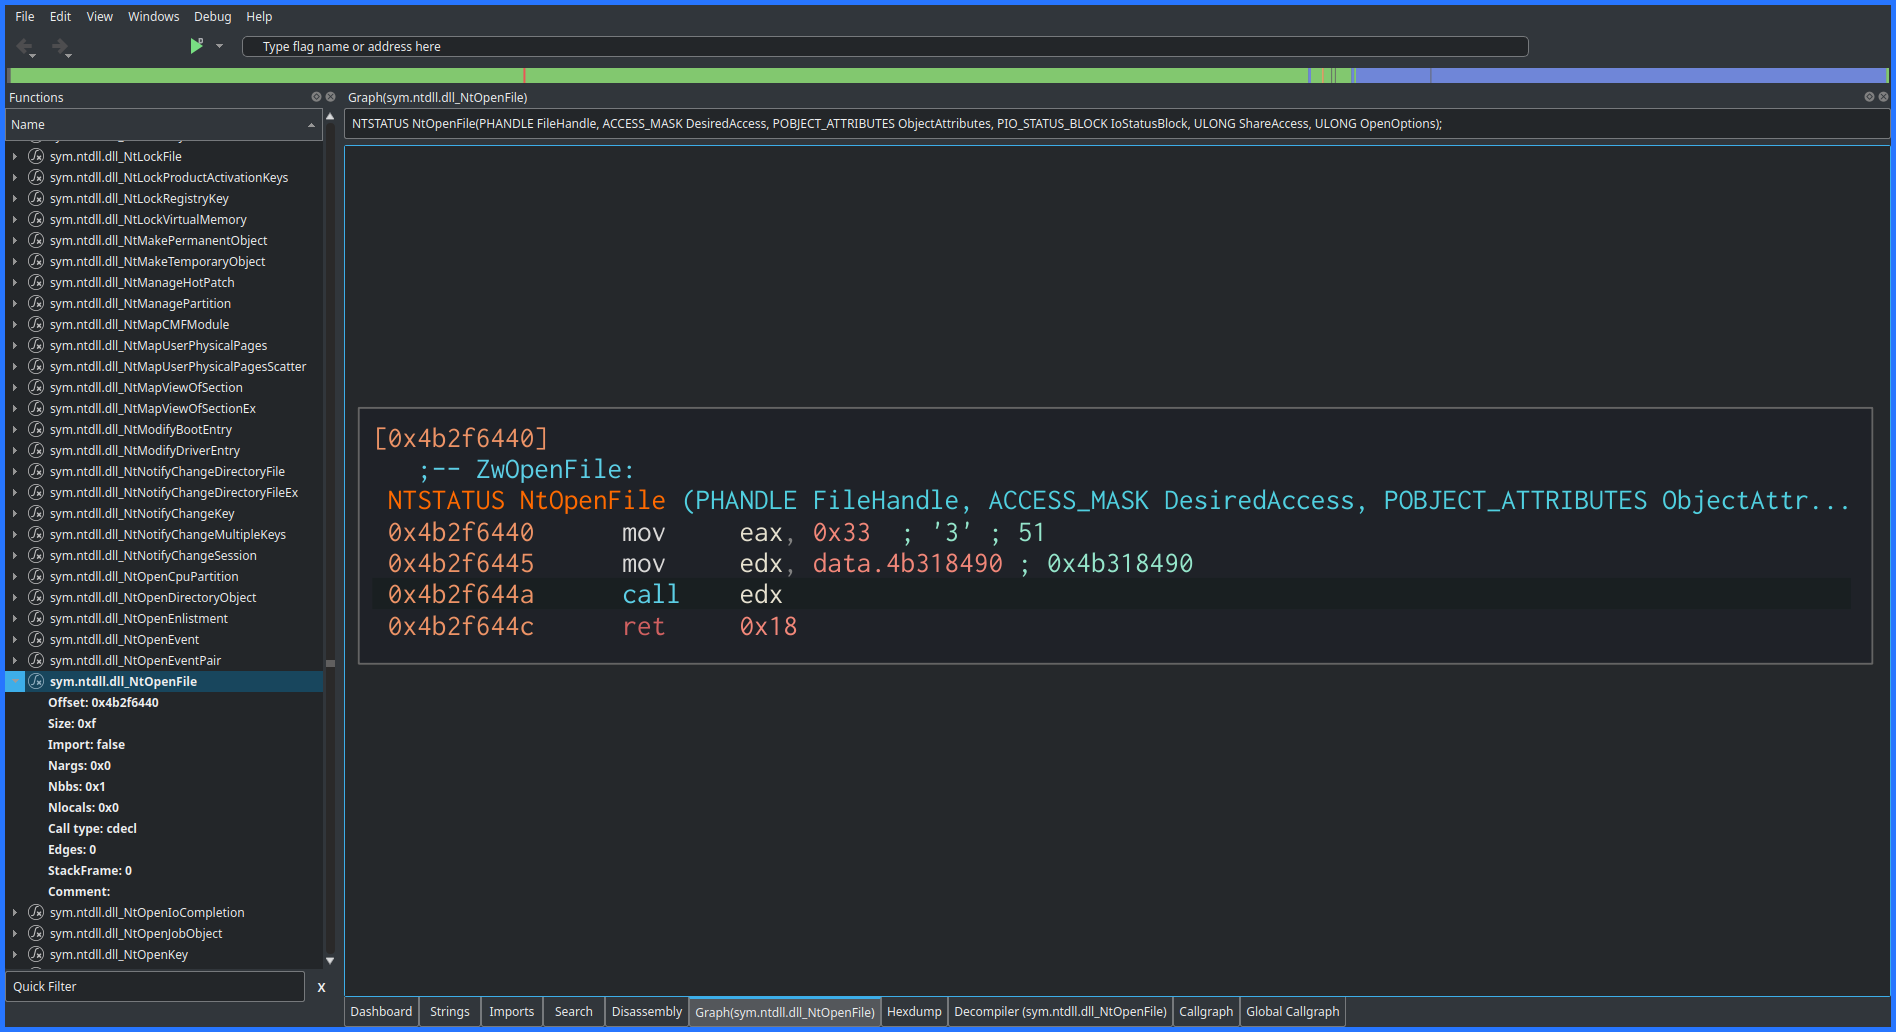 File Edit View Windows Debug Help
Type flag name or address here
Functions
Name
sym.ntdll.dll_NtLockFile
sym.ntdll.dll_NtLockProductActivationKeys
sym.ntdll.dll_NtLockRegistryKey
sym.ntdll.dll_NtLockVirtualMemory
sym.ntdll.dll_NtMakePermanentObject
sym.ntdll.dll_NtMakeTemporaryObject
sym.ntdll.dll_NtManageHotPatch
sym.ntdll.dll_NtManagePartition
sym.ntdll.dll_NtMapCMFModule
sym.ntdll.dll_NtMapUserPhysicalPages
sym.ntdll.dll_NtMapUserPhysicalPagesScatter
sym.ntdll.dll_NtMapViewOfSection
sym.ntdll.dll_NtMapViewOfSectionEx
sym.ntdll.dll_NtModifyBootEntry
sym.ntdll.dll_NtModifyDriverEntry
sym.ntdll.dll_NtNotifyChangeDirectoryFile
sym.ntdll.dll_NtNotifyChangeDirectoryFileEx
sym.ntdll.dll_NtNotifyChangeKey
sym.ntdll.dll_NtNotifyChangeMultipleKeys
sym.ntdll.dll_NtNotifyChangeSession
sym.ntdll.dll_NtOpenCpuPartition
sym.ntdll.dll_NtOpenDirectoryObject
sym.ntdll.dll_NtOpenEnlistment
sym.ntdll.dll_NtOpenEvent
sym.ntdll.dll_NtOpenEventPair
sym.ntdll.dll_NtOpenFile
Offset: 0x4b2f6440
Size: 0xf
Import: false
Nargs: 0x0
Nbbs: 0x1
Nlocals: 0x0
Call type: cdecl
Edges: 0
StackFrame: 0
Comment:
sym.ntdll.dll_NtOpenIoCompletion
sym.ntdll.dll_NtOpenJobObject
sym.ntdll.dll_NtOpenKey
Quick Filter X
Graph(sym.ntdll.dll_NtOpenFile)
NTSTATUS NtOpenFile(PHANDLE FileHandle, ACCESS_MASK DesiredAccess, POBJECT_ATTRIBUTES ObjectAttributes, PIO_STATUS_BLOCK IoStatusBlock, ULONG ShareAccess, ULONG OpenOptions);
[0x4b2f6440]
;-- ZwOpenFile:
NTSTATUS NtOpenFile (PHANDLE FileHandle, ACCESS_MASK DesiredAccess, POBJECT_ATTRIBUTES ObjectAttr...
0x4b2f6440 mov eax, 0x33 ; '3' ; 51
0x4b2f6445 mov edx, data.4b318490 ; 0x4b318490
0x4b2f644a call edx
0x4b2f644c ret 0x18
Dashboard Strings Imports Search Disassembly Graph(sym.ntdll.dll_NtOpenFile) Hexdump Decompiler (sym.ntdll.dll_NtOpenFile) Callgraph Global Callgraph